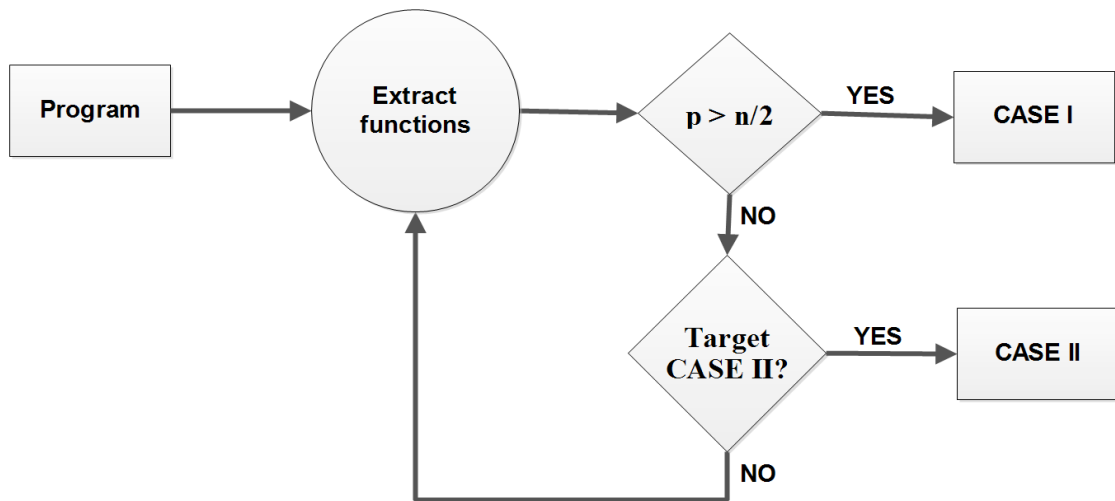 Program
Extract
functions
p > n/2
YES
CASE I
NO
Target
CASE II?
YES
CASE II
NO